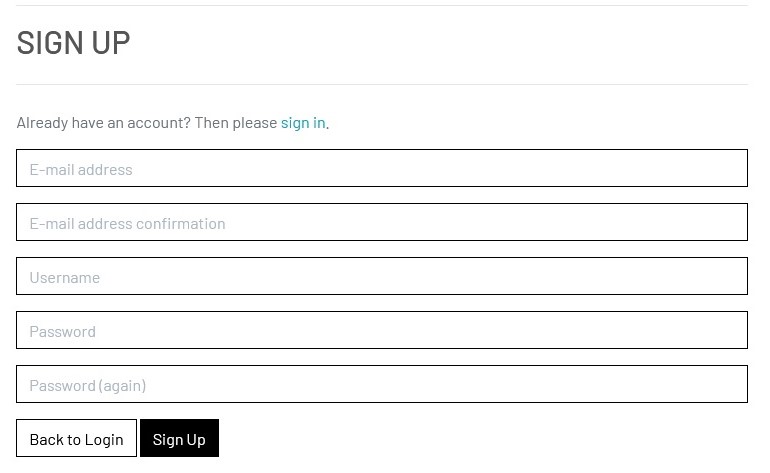 SIGN UP
Already have an account? Then please sign in.
E-mail address
E-mail address confirmation
Username
Password
Password (again)
Back to Login Sign Up